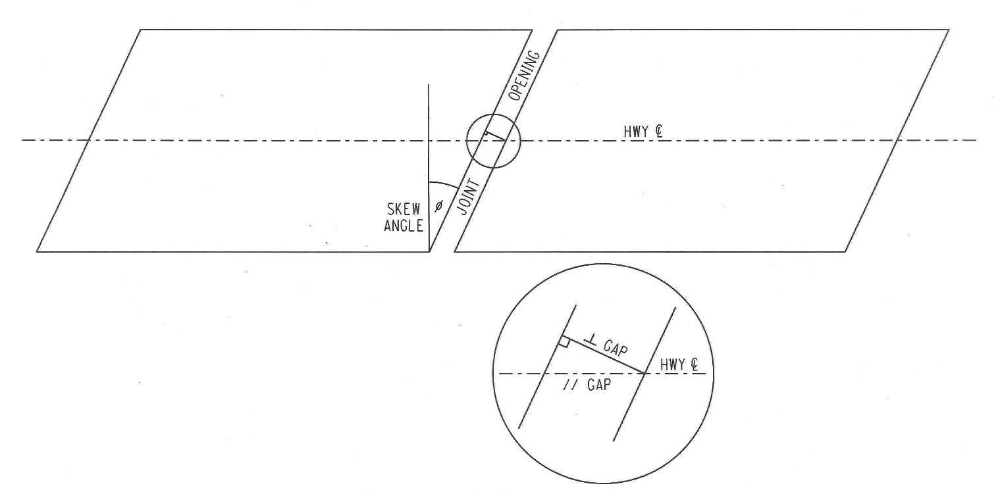 OPENING
HWY ℄
JOINT
SKEW
ANGLE
ø
⊥ GAP
HWY ℄
// GAP